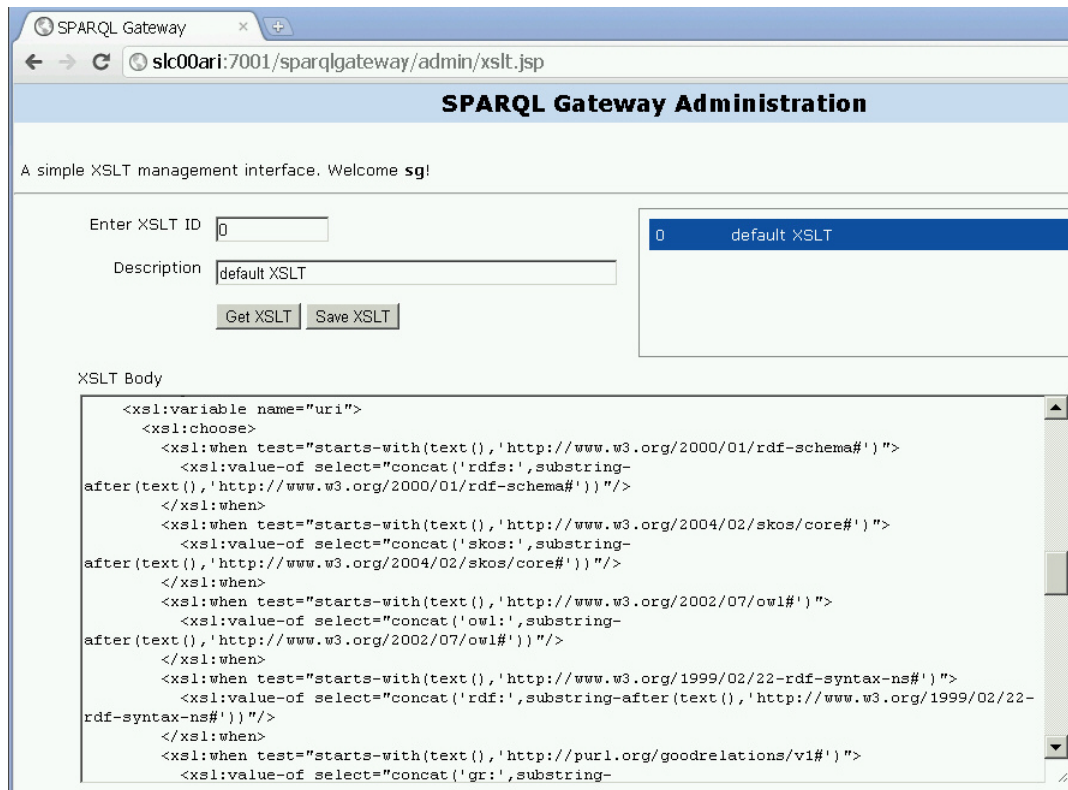 SPARQL Gateway
slc00ari:7001/sparqlgateway/admin/xslt.jsp
SPARQL Gateway Administration
A simple XSLT management interface. Welcome sg!
Enter XSLT ID 0
0 default XSLT
Description default XSLT
Get XSLT Save XSLT
XSLT Body
<xsl:variable name="uri">
<xsl:choose>
<xsl:when test="starts-with(text(),'http://www.w3.org/2000/01/rdf-schema#')">
<xsl:value-of select="concat('rdfs:',substring-
after(text(),'http://www.w3.org/2000/01/rdf-schema#'))"/>
</xsl:when>
<xsl:when test="starts-with(text(),'http://www.w3.org/2004/02/skos/core#')">
<xsl:value-of select="concat('skos:',substring-
after(text(),'http://www.w3.org/2004/02/skos/core#'))"/>
</xsl:when>
<xsl:when test="starts-with(text(),'http://www.w3.org/2002/07/owl#')">
<xsl:value-of select="concat('owl:',substring-
after(text(),'http://www.w3.org/2002/07/owl#'))"/>
</xsl:when>
<xsl:when test="starts-with(text(),'http://www.w3.org/1999/02/22-rdf-syntax-ns#')">
<xsl:value-of select="concat('rdf:',substring-after(text(),'http://www.w3.org/1999/02/22-
rdf-syntax-ns#'))"/>
</xsl:when>
<xsl:when test="starts-with(text(),'http://purl.org/goodrelations/v1#')">
<xsl:value-of select="concat('gr:',substring-